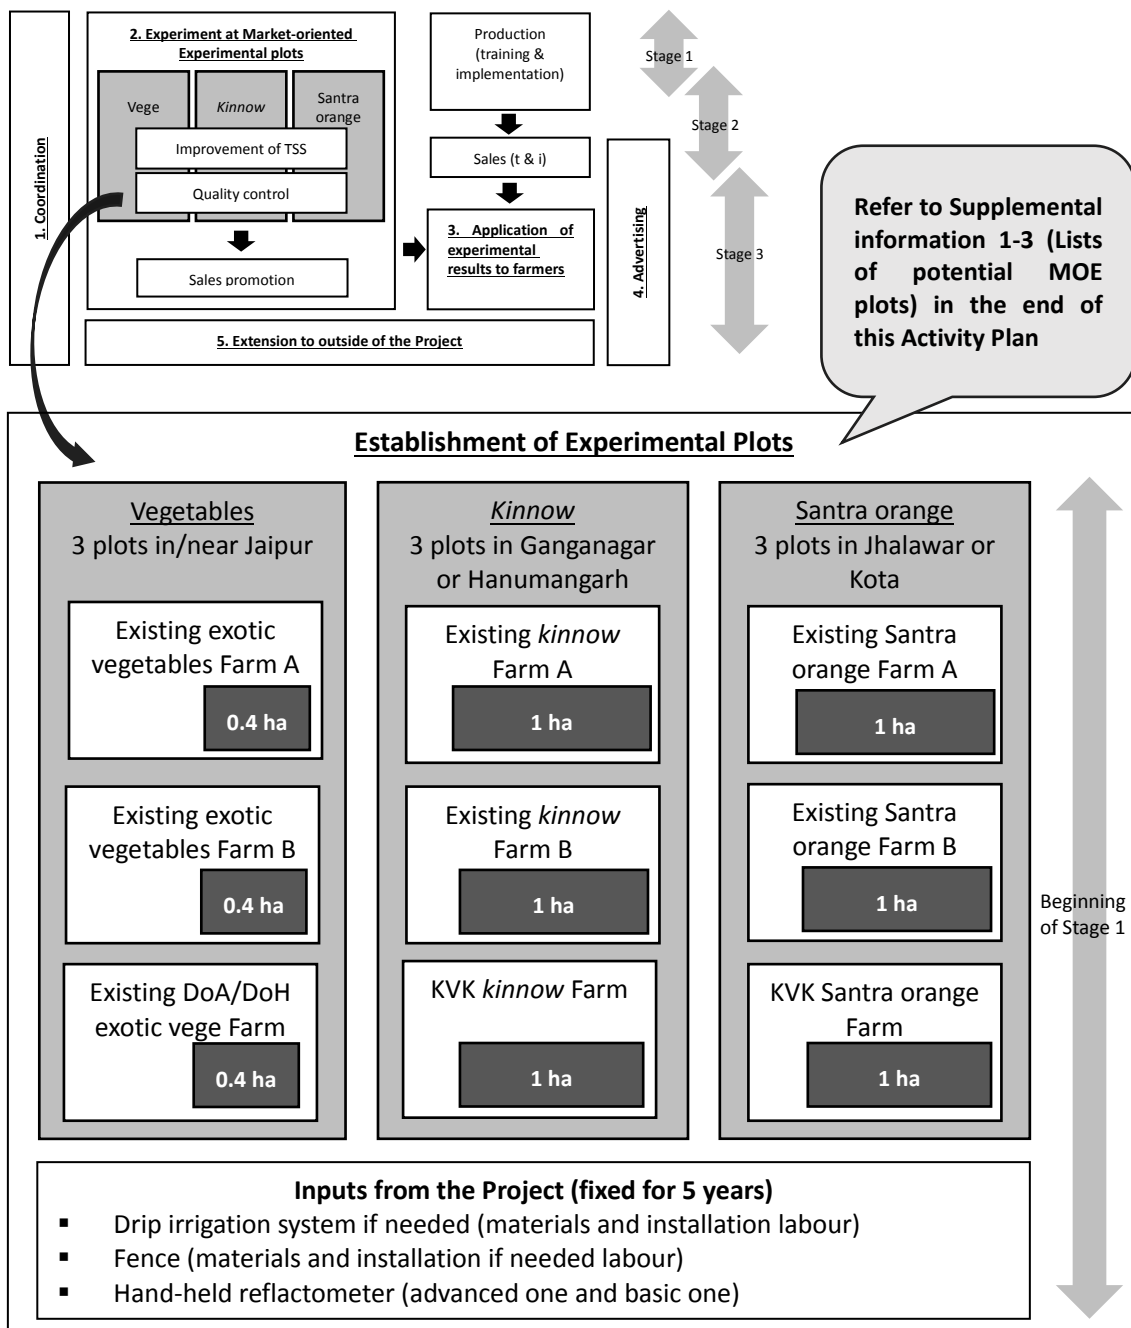 1. Coordination
2. Experiment at Market-oriented
Experimental plots
Vege
Kinnow
Santra
orange
Improvement of TSS
Quality control
Sales promotion
Production
(training &
implementation)
Sales (t & i)
3. Application of
experimental
results to farmers
4. Advertising
5. Extension to outside of the Project
Stage 1
Stage 2
Stage 3
Refer to Supplemental
information 1-3 (Lists
of potential MOE
plots) in the end of
this Activity Plan
Establishment of Experimental Plots
Vegetables
3 plots in/near Jaipur
Existing exotic
vegetables Farm A
0.4 ha
Existing exotic
vegetables Farm B
0.4 ha
Existing DoA/DoH
exotic vege Farm
0.4 ha
Kinnow
3 plots in Ganganagar
or Hanumangarh
Existing kinnow
Farm A
1 ha
Existing kinnow
Farm B
1 ha
KVK kinnow Farm
1 ha
Santra orange
3 plots in Jhalawar or
Kota
Existing Santra
orange Farm A
1 ha
Existing Santra
orange Farm B
1 ha
KVK Santra orange
Farm
1 ha
Beginning
of Stage 1
Inputs from the Project (fixed for 5 years)
▪ Drip irrigation system if needed (materials and installation labour)
▪ Fence (materials and installation if needed labour)
▪ Hand-held reflactometer (advanced one and basic one)